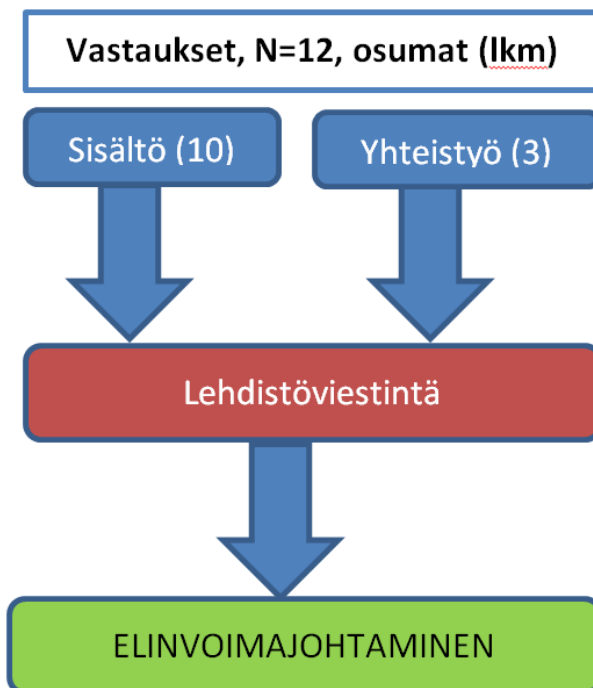 Vastaukset, N=12, osumat (lkm)
Sisältö (10)
Yhteistyö (3)
Lehdistöviestintä
ELINVOIMAJOHTAMINEN